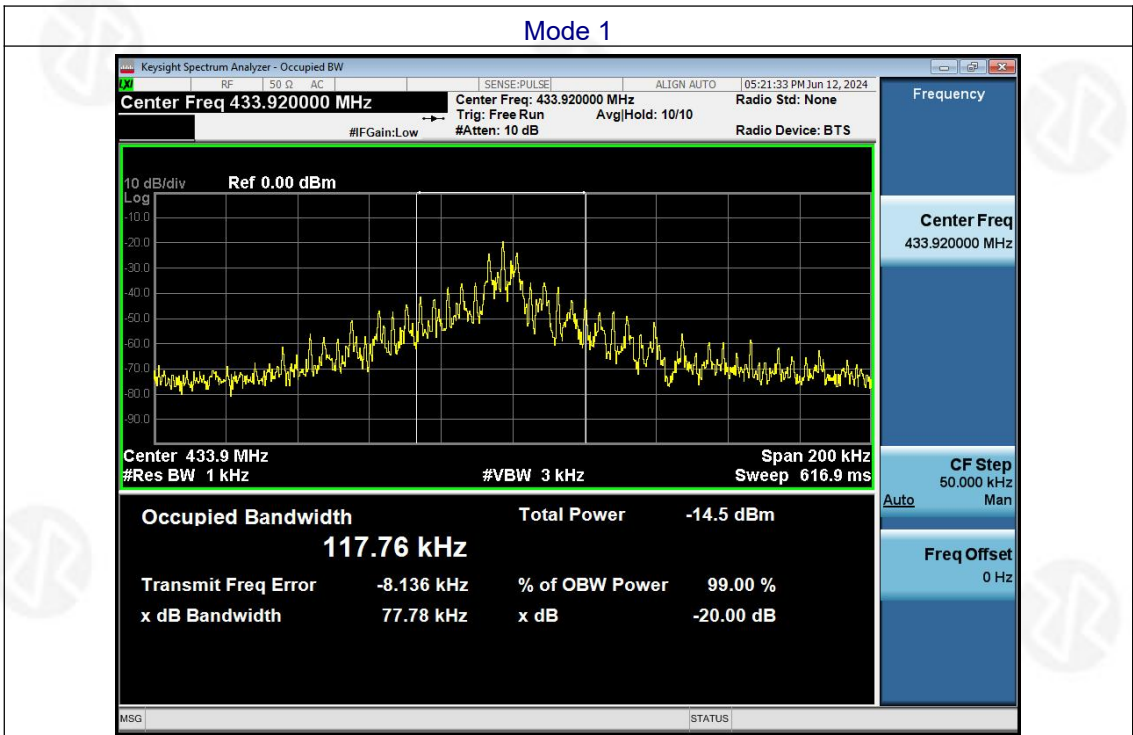 Mode 1
Keysight Spectrum Analyzer - Occupied BW
LXI RF 50 Ω AC SENSE:PULSE ALIGN AUTO 05:21:33 PM Jun 12, 2024
Center Freq 433.920000 MHz Center Freq: 433.920000 MHz Radio Std: None Frequency
Trig: Free Run Avg|Hold: 10/10
#IFGain:Low #Atten: 10 dB Radio Device: BTS
10 dB/div Ref 0.00 dBm
Log
-10.0
-20.0
-30.0
-40.0
-50.0
-60.0
-70.0
-80.0
-90.0
Center 433.9 MHz Span 200 kHz
#Res BW 1 kHz #VBW 3 kHz Sweep 616.9 ms
Occupied Bandwidth Total Power -14.5 dBm
117.76 kHz
Transmit Freq Error -8.136 kHz % of OBW Power 99.00 %
x dB Bandwidth 77.78 kHz x dB -20.00 dB
Center Freq
433.920000 MHz
CF Step
50.000 kHz
Auto Man
Freq Offset
0 Hz
MSG STATUS